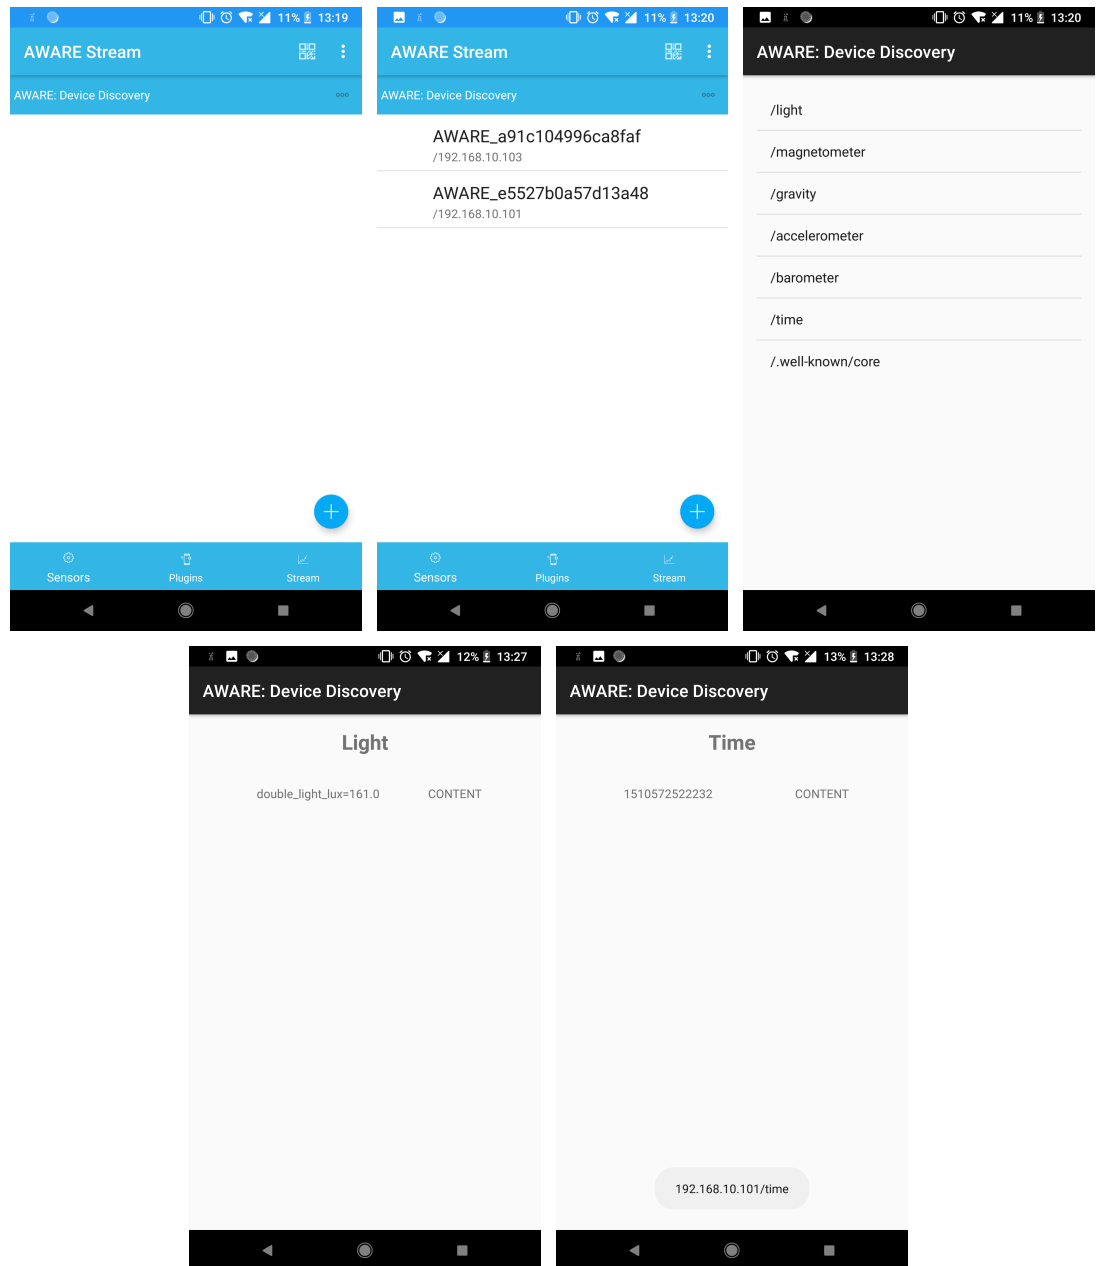 11% 13:19
AWARE Stream
AWARE: Device Discovery
Sensors
Plugins
Stream
11% 13:20
AWARE Stream
AWARE: Device Discovery
AWARE_a91c104996ca8faf
/192.168.10.103
AWARE_e5527b0a57d13a48
/192.168.10.101
Sensors
Plugins
Stream
11% 13:20
AWARE: Device Discovery
/light
/magnetometer
/gravity
/accelerometer
/barometer
/time
/.well-known/core
12% 13:27
AWARE: Device Discovery
Light
double_light_lux=161.0 CONTENT
13% 13:28
AWARE: Device Discovery
Time
1510572522232 CONTENT
192.168.10.101/time